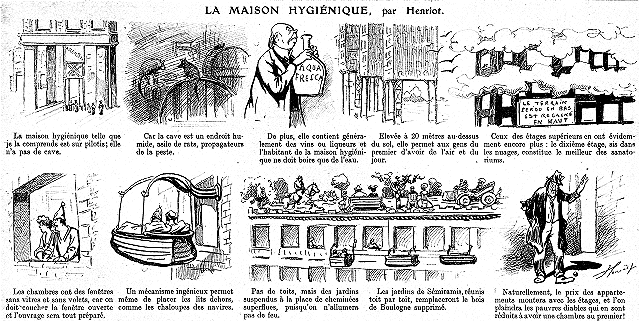 LA MAISON HYGIÉNIQUE, par Henriot.
La maison hygiénique telle que
je la comprends est sur pilotis; elle
n'a pas de cave.
Car la cave est un endroit hu-
mide, asile de rats, propagateurs
de la peste.
AQUA
FRESCA
De plus, elle contient généra-
lement des vins ou liqueurs et
l'habitant de la maison hygiéni-
que ne doit boire que de l'eau.
Elevée à 20 mètres au-dessus
du sol, elle permet aux gens du
premier d'avoir de l'air et du
jour.
LE TERRAIN
PERDU EN BAS
EST REGAGNÉ
EN HAUT
Ceux des étages supérieurs en ont évidem-
ment encore plus : le dixième étage, sis dans
les nuages, constitue le meilleur des sanato-
riums.
Les chambres ont des fenêtres
sans vitres et sans volets, car on
doit coucher la fenêtre ouverte
et l'ouvrage sera tout préparé.
Un mécanisme ingénieux permet
même de placer les lits dehors,
comme les chaloupes des navires.
Pas de toits, mais des jardins
suspendus à la place de cheminées
superflues, puisqu'on n'allumera
pas de feu.
Les jardins de Sémiramis, réunis
toit par toit, remplaceront le bois
de Boulogne supprimé.
Henriot
Naturellement, le prix des apparte-
ments montera avec les étages, et l'on
plaindra les pauvres diables qui en sont
réduits à avoir une chambre au premier!